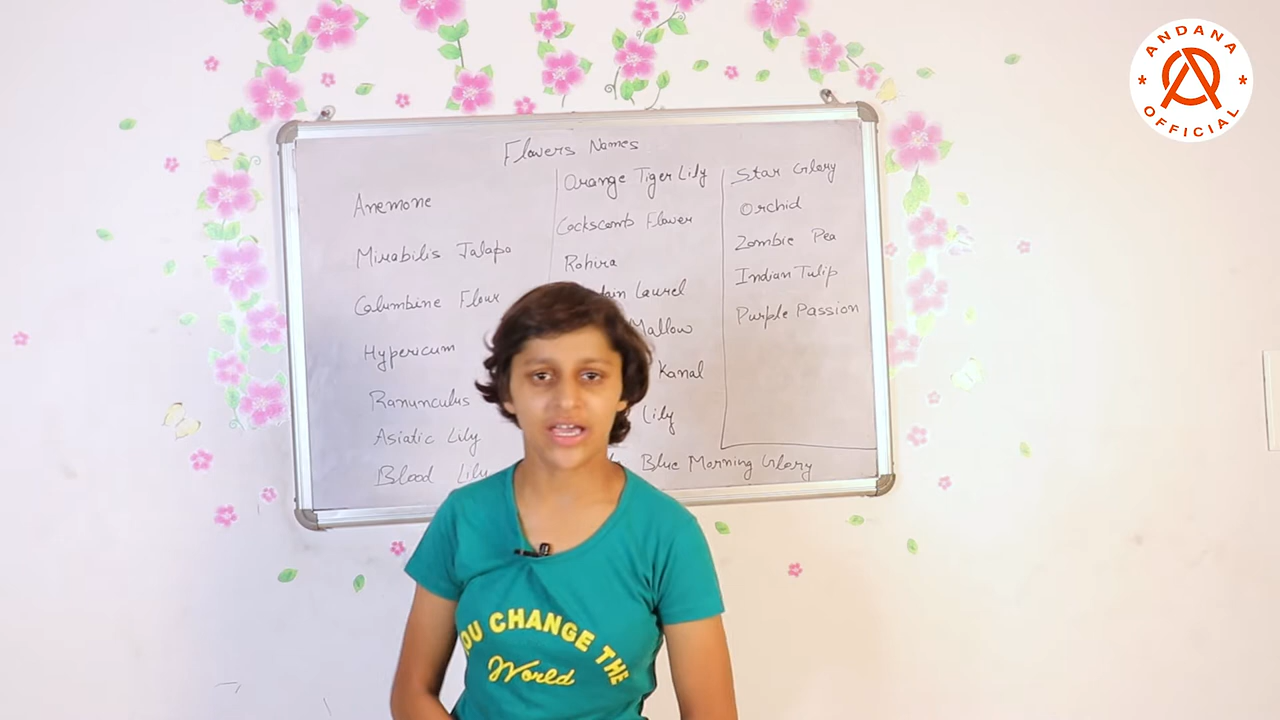 Flowers Names
Anemone
Mirabilis Jalapa
Columbine Flour
Hypericum
Ranunculus
Asiatic Lily
Blood Lily
Orange Tiger Lily
Cockscomb Flower
Rohira
Laurel
Mallow
Kanal
Lily
Blue Morning Glory
Star Glory
Orchid
Zombie Pea
Indian Tulip
Purple Passion
YOU CHANGE THE
World
ANDANA
OFFICIAL